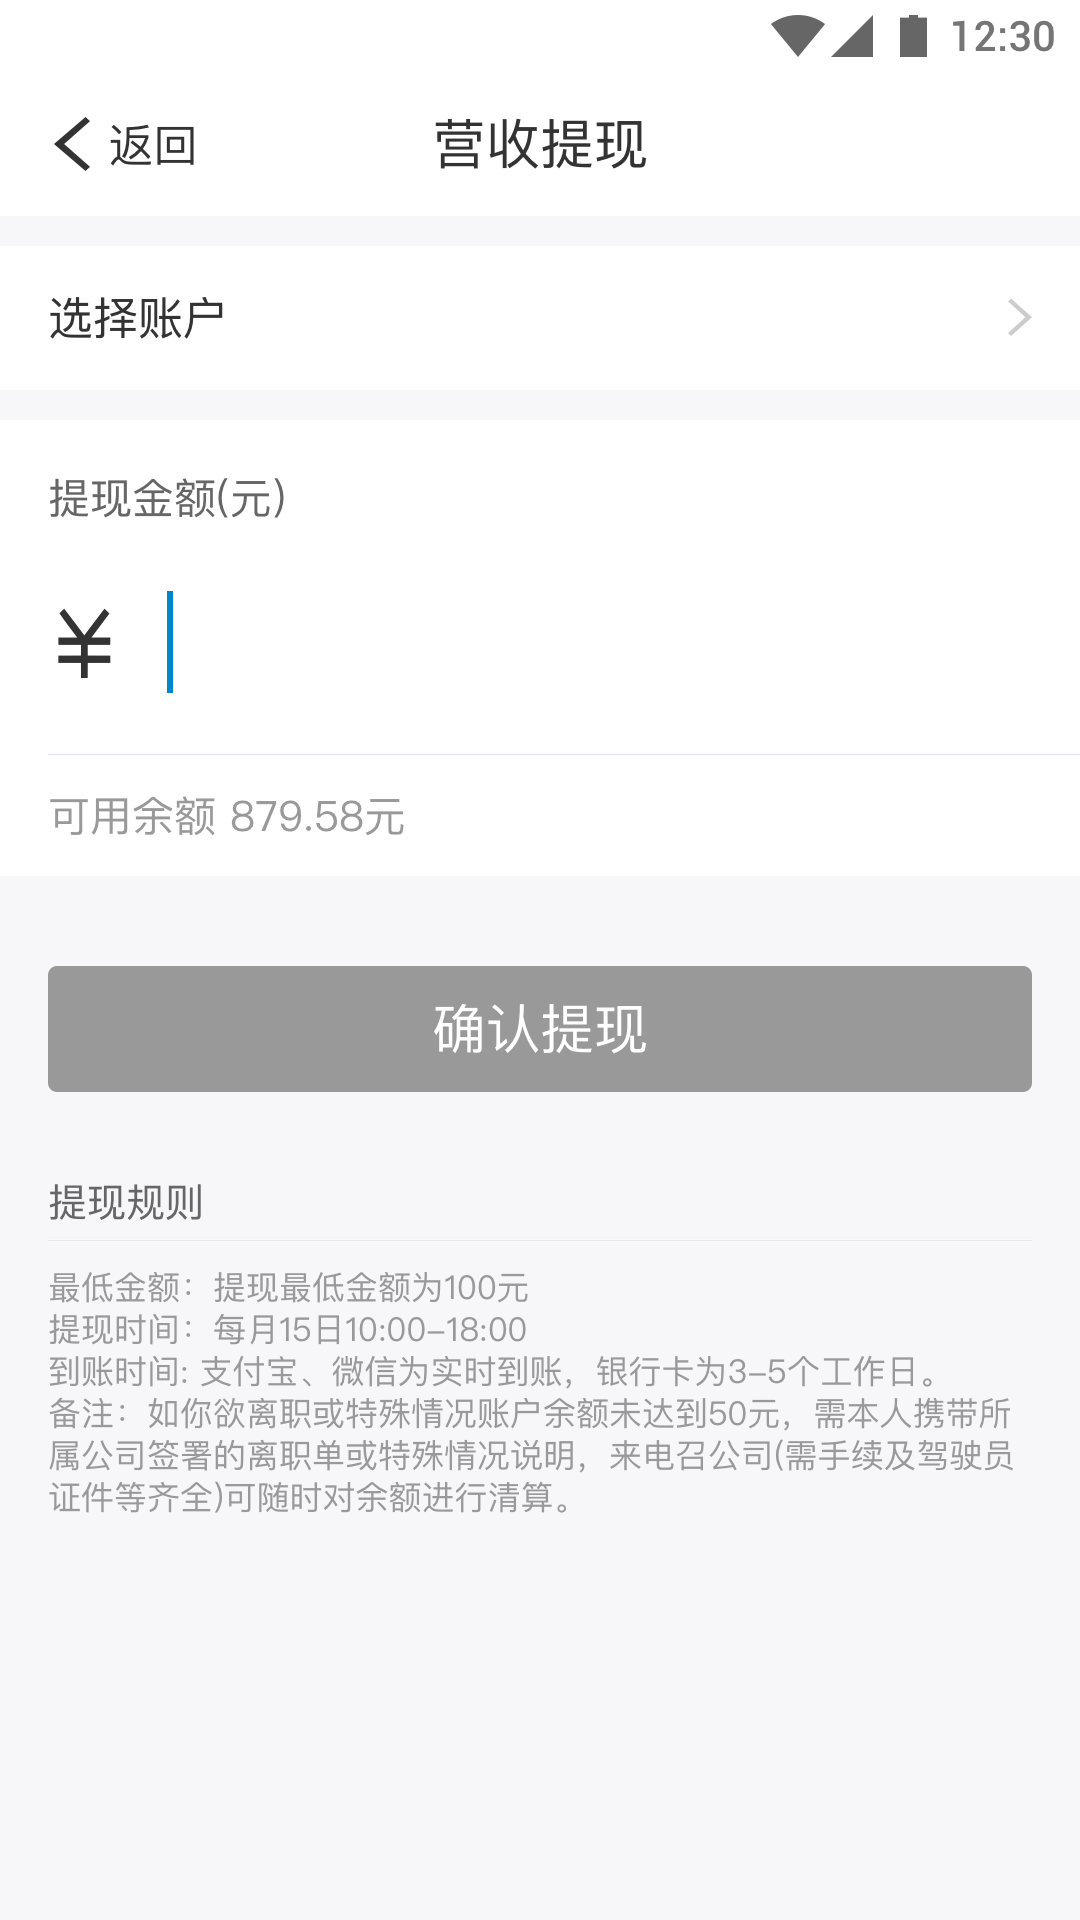 12:30
返回
营收提现
选择账户
提现金额(元)
¥
可用余额 879.58元
确认提现
提现规则
最低金额：提现最低金额为100元
提现时间：每月15日10:00-18:00
到账时间: 支付宝、微信为实时到账，银行卡为3-5个工作日。
备注：如你欲离职或特殊情况账户余额未达到50元，需本人携带所
属公司签署的离职单或特殊情况说明，来电召公司(需手续及驾驶员
证件等齐全)可随时对余额进行清算。